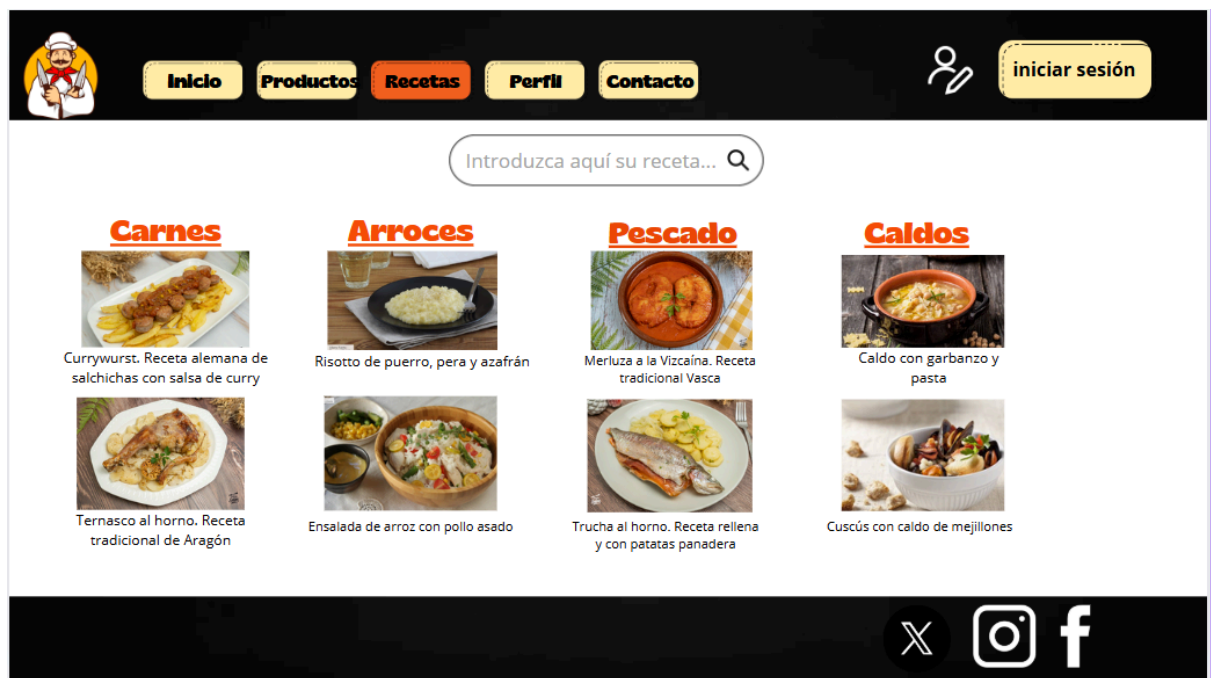 Inicio
Productos
Recetas
Perfil
Contacto
iniciar sesión
Introduzca aquí su receta...
Carnes
Arroces
Pescado
Caldos
Currywurst. Receta alemana de
salchichas con salsa de curry
Risotto de puerro, pera y azafrán
Merluza a la Vizcaína. Receta
tradicional Vasca
Caldo con garbanzo y
pasta
Ternasco al horno. Receta
tradicional de Aragón
Ensalada de arroz con pollo asado
Trucha al horno. Receta rellena
y con patatas panadera
Cuscús con caldo de mejillones